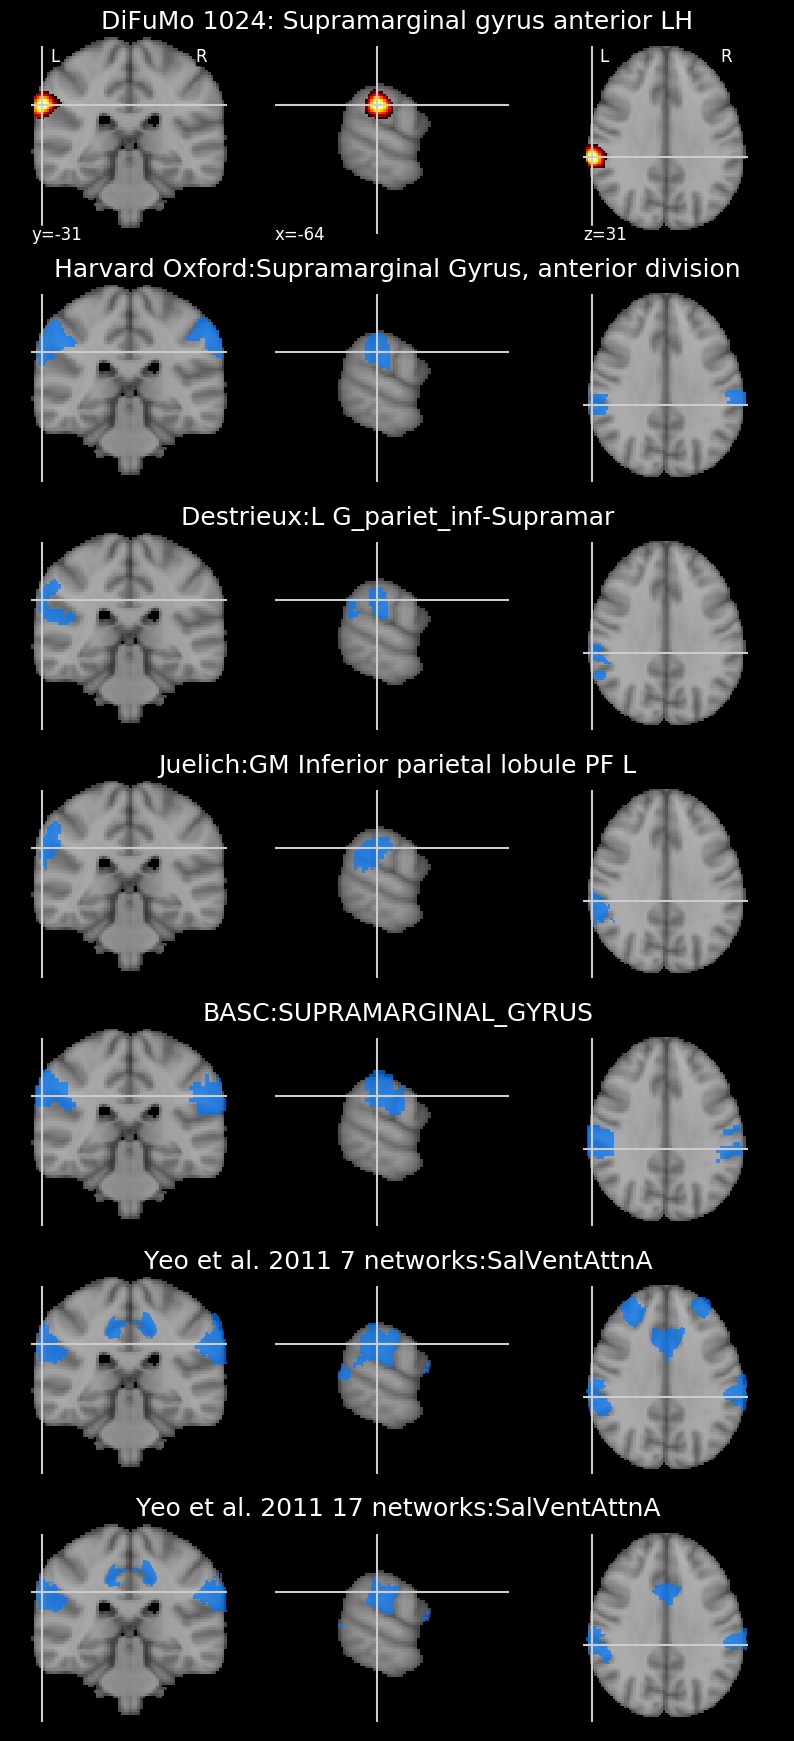 DiFuMo 1024: Supramarginal gyrus anterior LH
L R L R
y=-31 x=-64 z=31
Harvard Oxford:Supramarginal Gyrus, anterior division
Destrieux:L G_pariet_inf-Supramar
Juelich:GM Inferior parietal lobule PF L
BASC:SUPRAMARGINAL_GYRUS
Yeo et al. 2011 7 networks:SalVentAttnA
Yeo et al. 2011 17 networks:SalVentAttnA